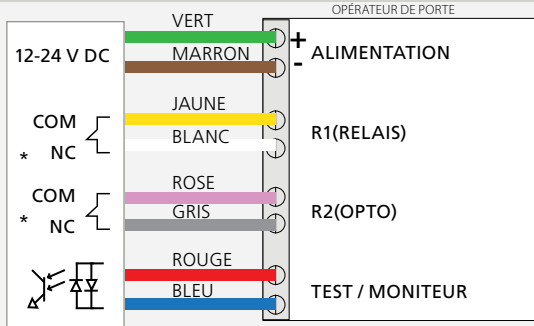 OPÉRATEUR DE PORTE
VERT
12-24 V DC
+
ALIMENTATION
MARRON
-
JAUNE
COM
R1(RELAIS)
BLANC
* NC
ROSE
COM
R2(OPTO)
GRIS
* NC
ROUGE
BLEU
TEST / MONITEUR